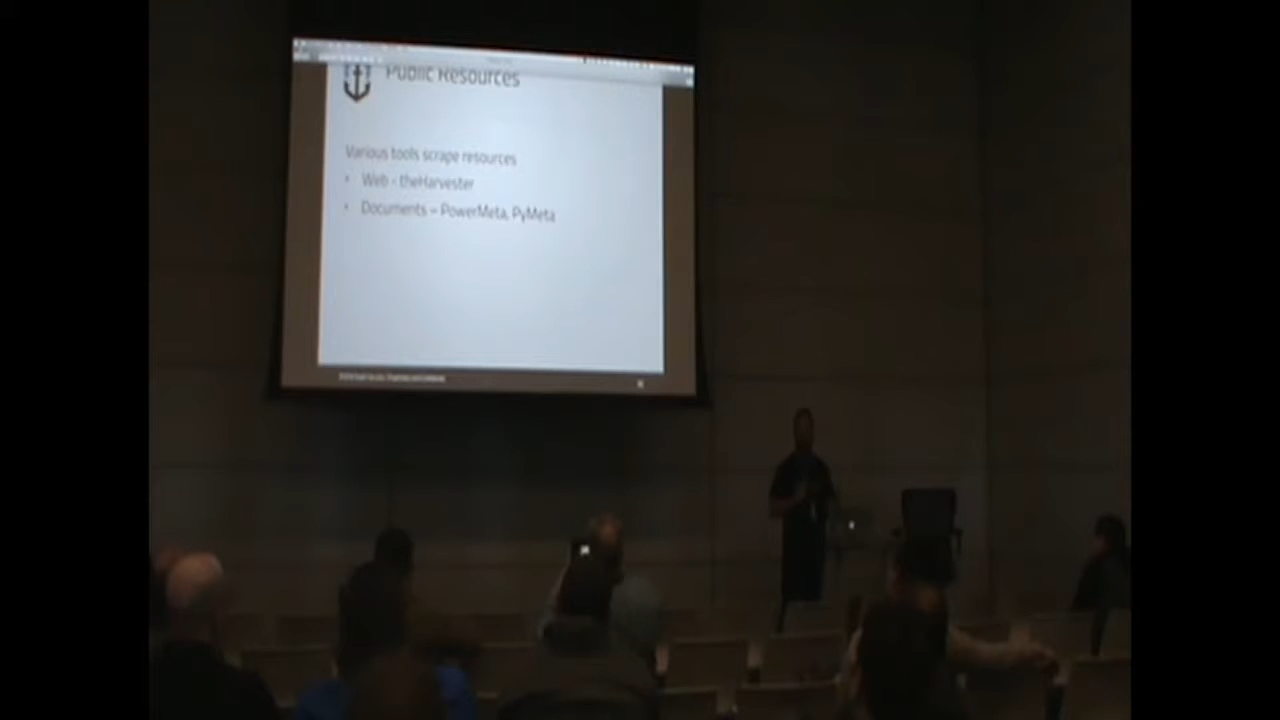 Public Resources
Various tools scrape resources
• Web - theHarvester
• Documents – PowerMeta, PyMeta